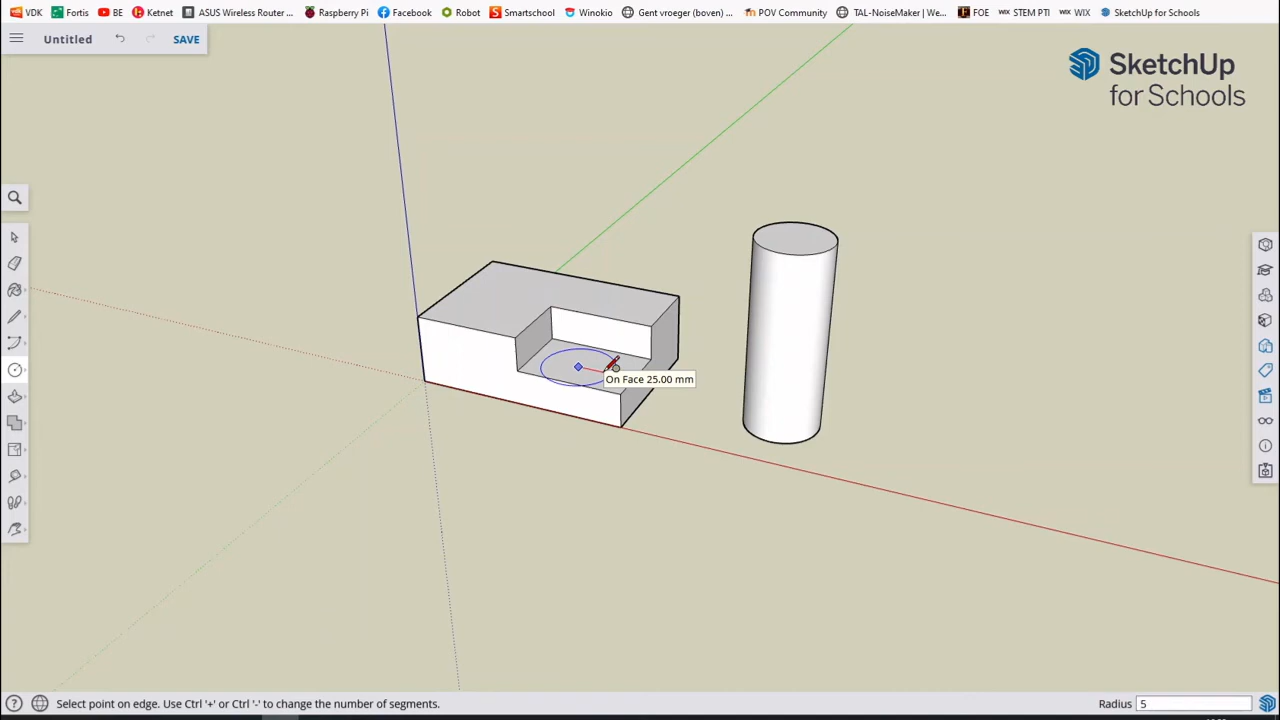 VDK Fortis BE Ketnet ASUS Wireless Router ... Raspberry Pi Facebook Robot Smartschool Winokio Gent vroeger (boven) ... POV Community TAL-NoiseMaker | We... FOE WIX STEM PTI WIX WIX SketchUp for Schools
Untitled SAVE
SketchUp
for Schools
On Face 25.00 mm
Select point on edge. Use Ctrl '+' or Ctrl '-' to change the number of segments. Radius 5